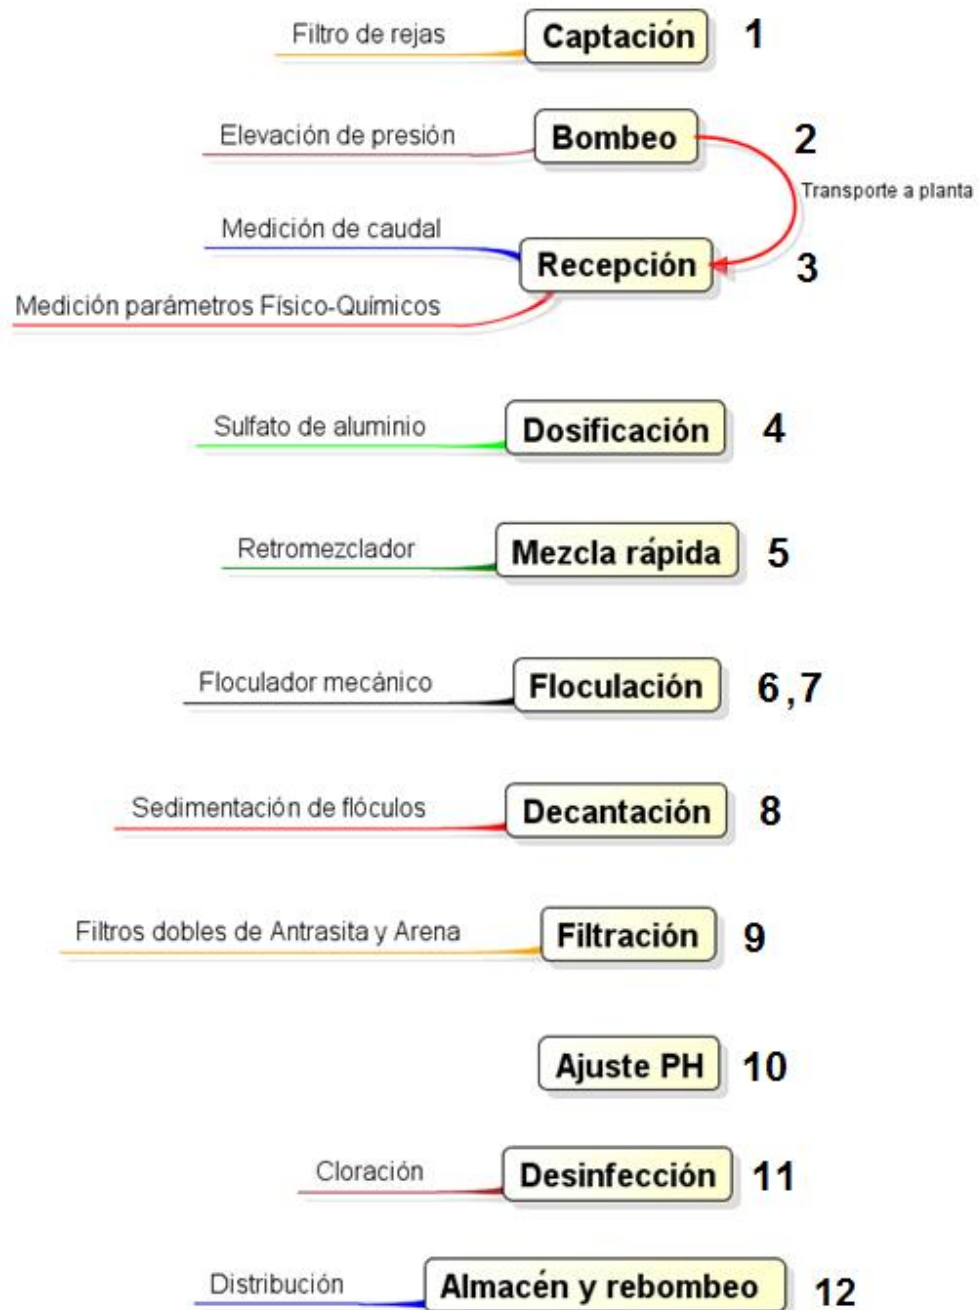 Filtro de rejas Captación 1
Elevación de presión Bombeo 2
Transporte a planta
Medición de caudal
Recepción 3
Medición parámetros Físico-Químicos
Sulfato de aluminio Dosificación 4
Retromezclador Mezcla rápida 5
Floculador mecánico Floculación 6,7
Sedimentación de flóculos Decantación 8
Filtros dobles de Antrasita y Arena Filtración 9
Ajuste PH 10
Cloración Desinfección 11
Distribución Almacén y rebombeo 12